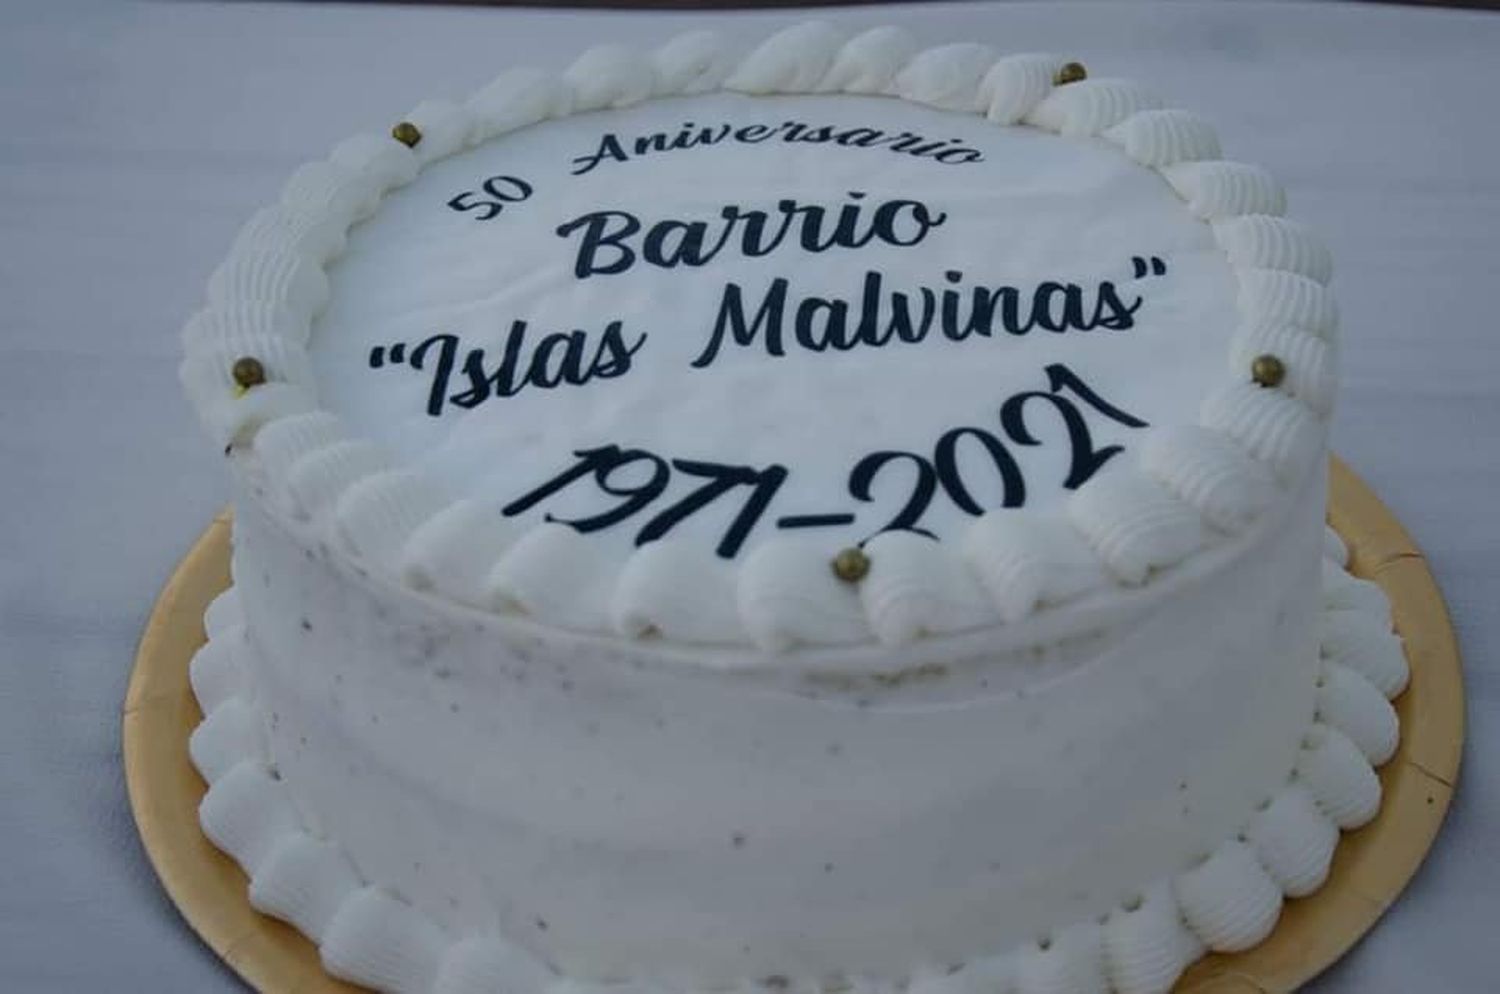 50 Aniversario
Barrio
“Islas Malvinas”
1971-2021